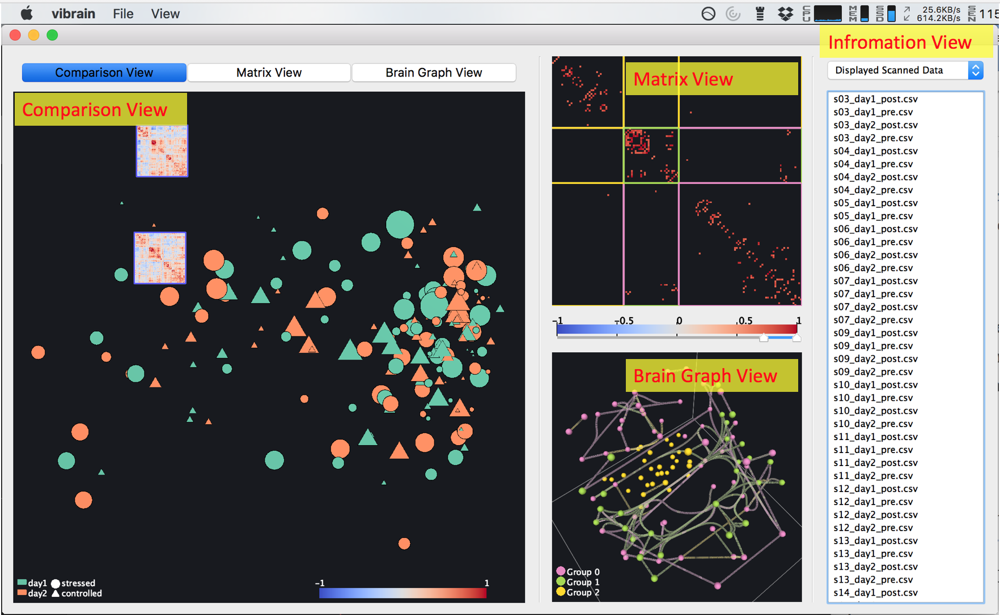 vibrain File View
CPU MEM SSD 25.6KB/s 614.2KB/s SEN 115
Infromation View
Comparison View Matrix View Brain Graph View
Displayed Scanned Data
Comparison View
Matrix View
-1 -0.5 0 0.5 1
Brain Graph View
Group 0
Group 1
Group 2
day1 stressed
day2 controlled
-1 1
s03_day1_post.csv
s03_day1_pre.csv
s03_day2_post.csv
s03_day2_pre.csv
s04_day1_post.csv
s04_day1_pre.csv
s04_day2_post.csv
s04_day2_pre.csv
s05_day1_post.csv
s05_day1_pre.csv
s06_day1_post.csv
s06_day1_pre.csv
s06_day2_post.csv
s06_day2_pre.csv
s07_day1_post.csv
s07_day1_pre.csv
s07_day2_post.csv
s07_day2_pre.csv
s09_day1_post.csv
s09_day1_pre.csv
s09_day2_post.csv
s09_day2_pre.csv
s10_day1_post.csv
s10_day1_pre.csv
s10_day2_post.csv
s10_day2_pre.csv
s11_day1_post.csv
s11_day1_pre.csv
s11_day2_post.csv
s11_day2_pre.csv
s12_day1_post.csv
s12_day1_pre.csv
s12_day2_post.csv
s12_day2_pre.csv
s13_day1_post.csv
s13_day1_pre.csv
s13_day2_post.csv
s13_day2_pre.csv
s14_day1_post.csv